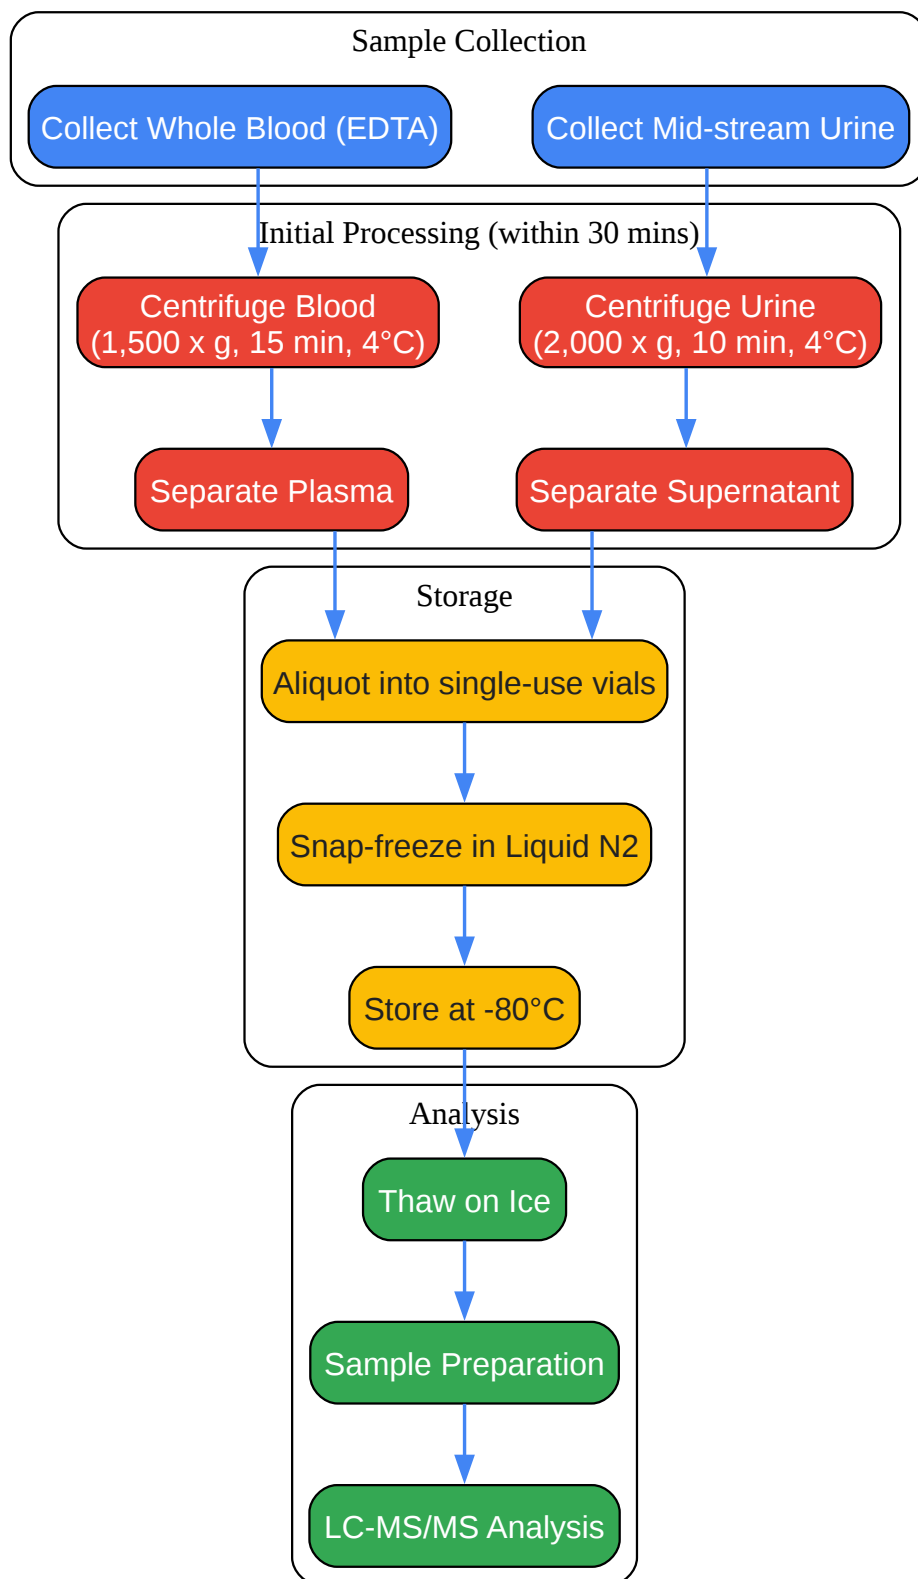 Sample Collection
Collect Whole Blood (EDTA)
Collect Mid-stream Urine
Initial Processing (within 30 mins)
Centrifuge Blood
(1,500 x g, 15 min, 4°C)
Centrifuge Urine
(2,000 x g, 10 min, 4°C)
Separate Plasma
Separate Supernatant
Storage
Aliquot into single-use vials
Snap-freeze in Liquid N2
Store at -80°C
Analysis
Thaw on Ice
Sample Preparation
LC-MS/MS Analysis